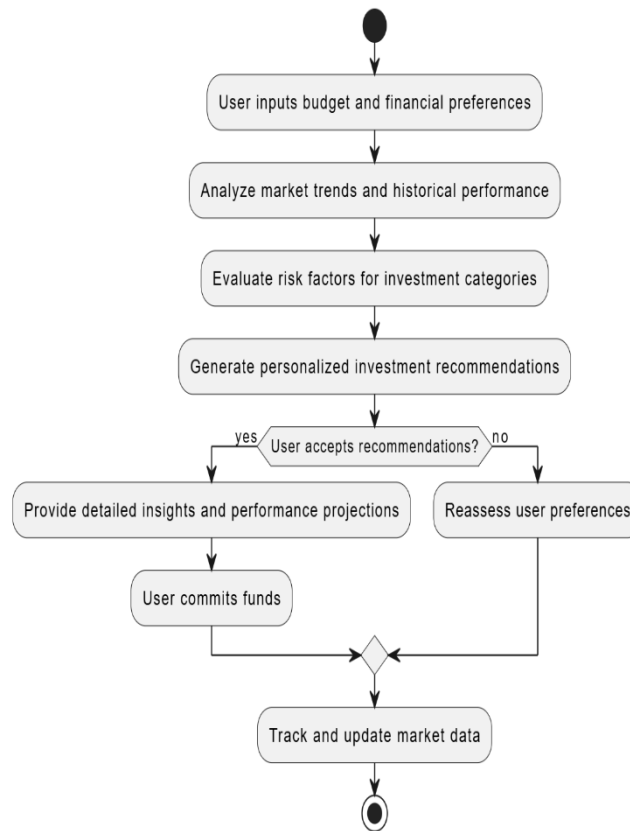 User inputs budget and financial preferences
Analyze market trends and historical performance
Evaluate risk factors for investment categories
Generate personalized investment recommendations
yes
User accepts recommendations?
no
Provide detailed insights and performance projections
Reassess user preferences
User commits funds
Track and update market data